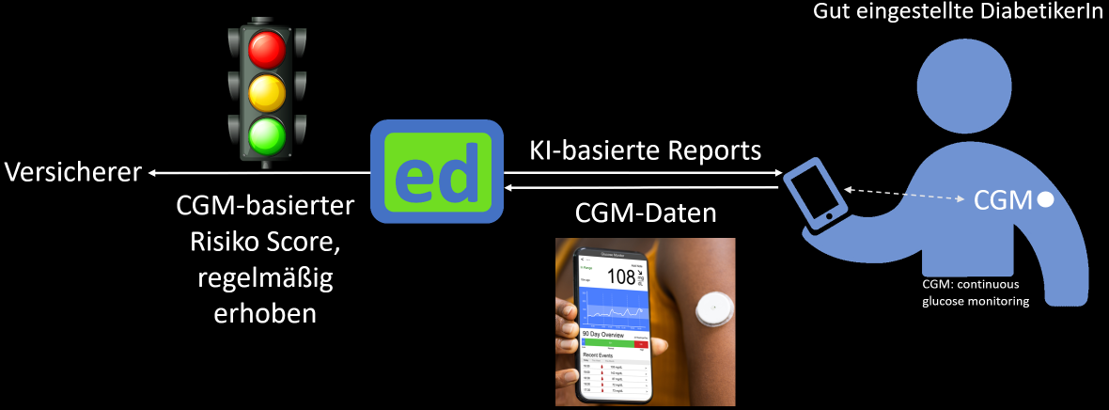 Gut eingestellte DiabetikerIn
Versicherer
ed
KI-basierte Reports
CGM-Daten
CGM-basierter
Risiko Score,
regelmäßig
erhoben
CGM
CGM: continuous
glucose monitoring
108
90 Day Overview
Recent Events